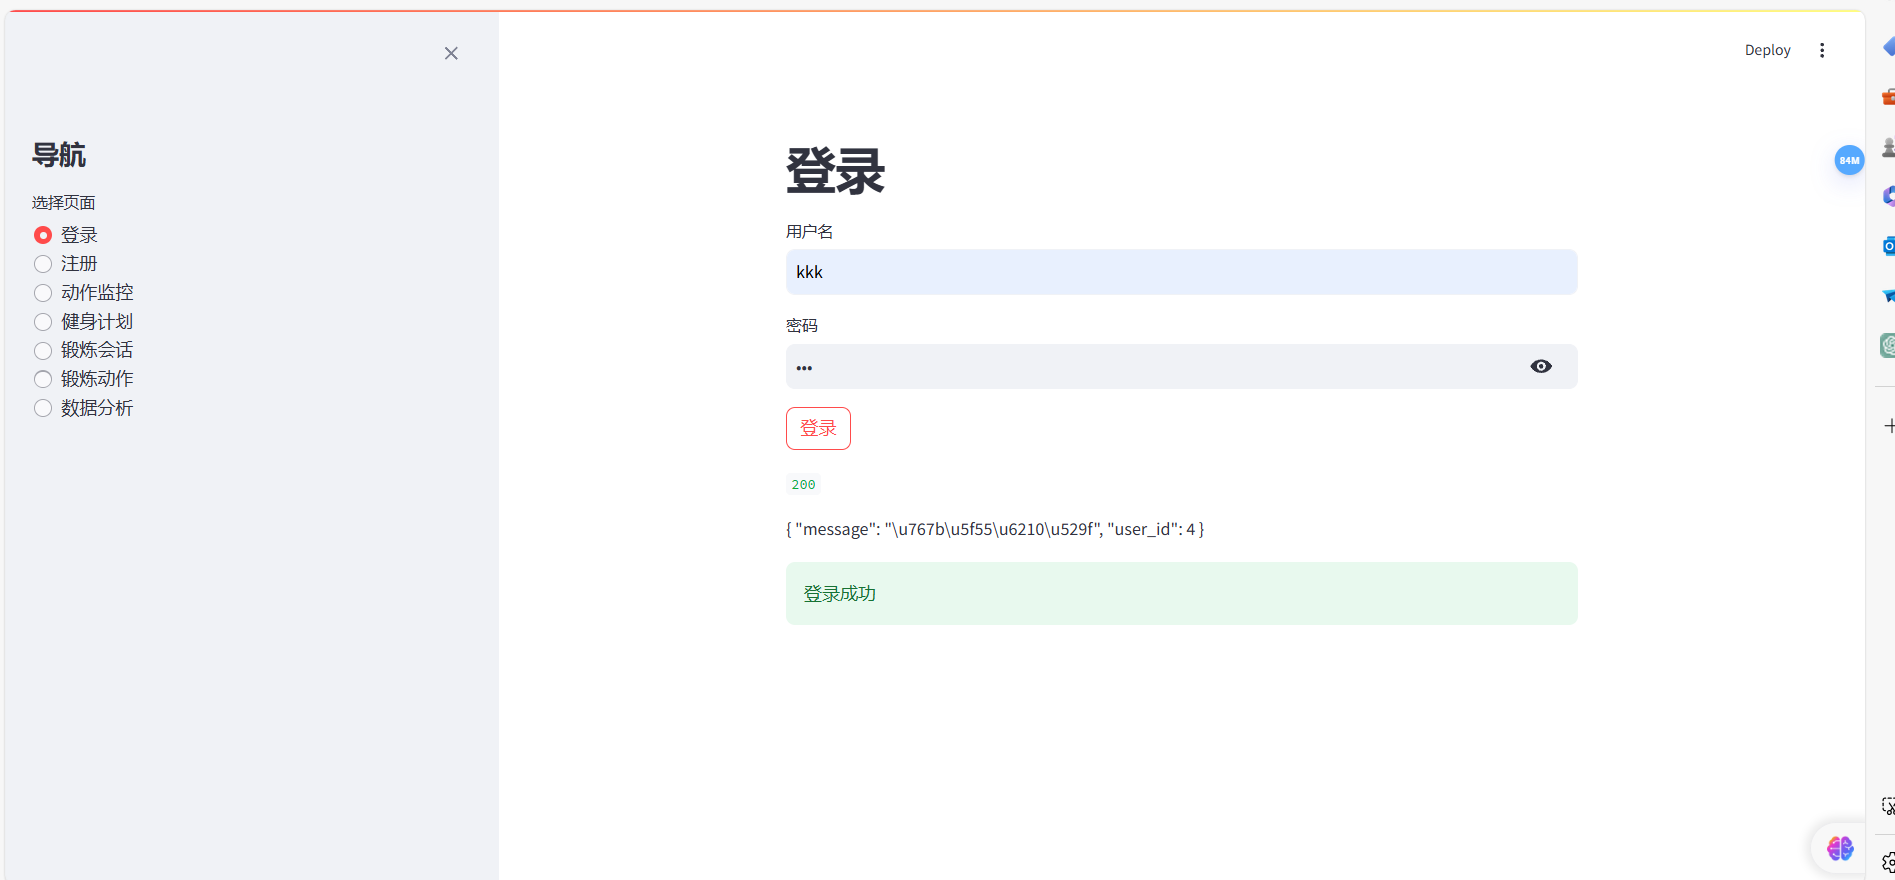 Deploy
导航
选择页面
登录
注册
动作监控
健身计划
锻炼会话
锻炼动作
数据分析
登录
用户名
kkk
密码
•••
登录
200
{ "message": "\u767b\u5f55\u6210\u529f", "user_id": 4 }
登录成功
84M